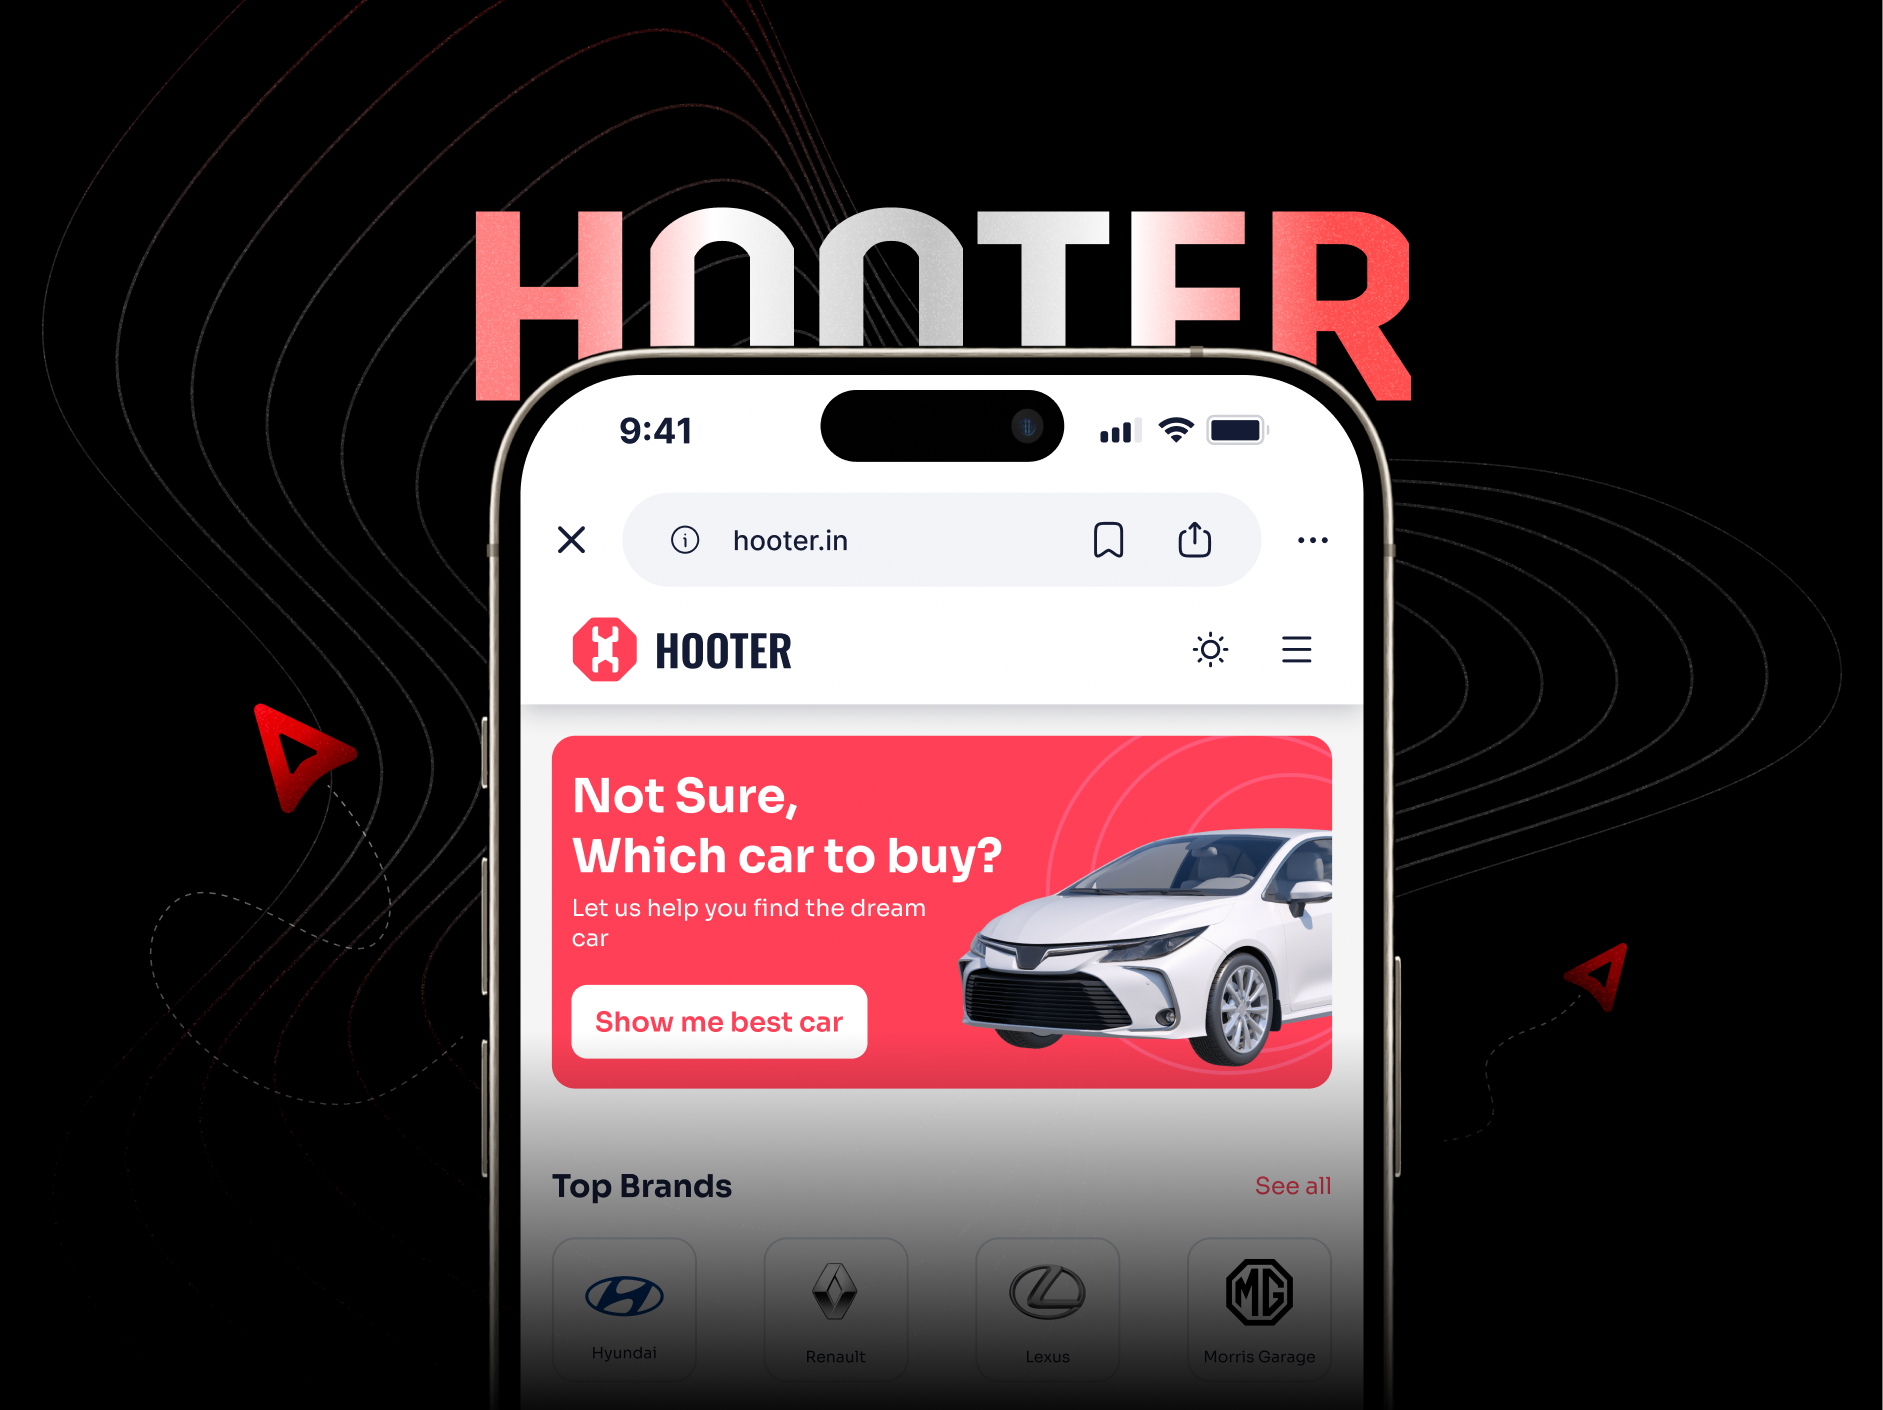 HOOTER
9:41
hooter.in
HOOTER
Not Sure,
Which car to buy?
Let us help you find the dream
car
Show me best car
Top Brands
See all
MG
Hyundai
Renault
Lexus
Morris Garage